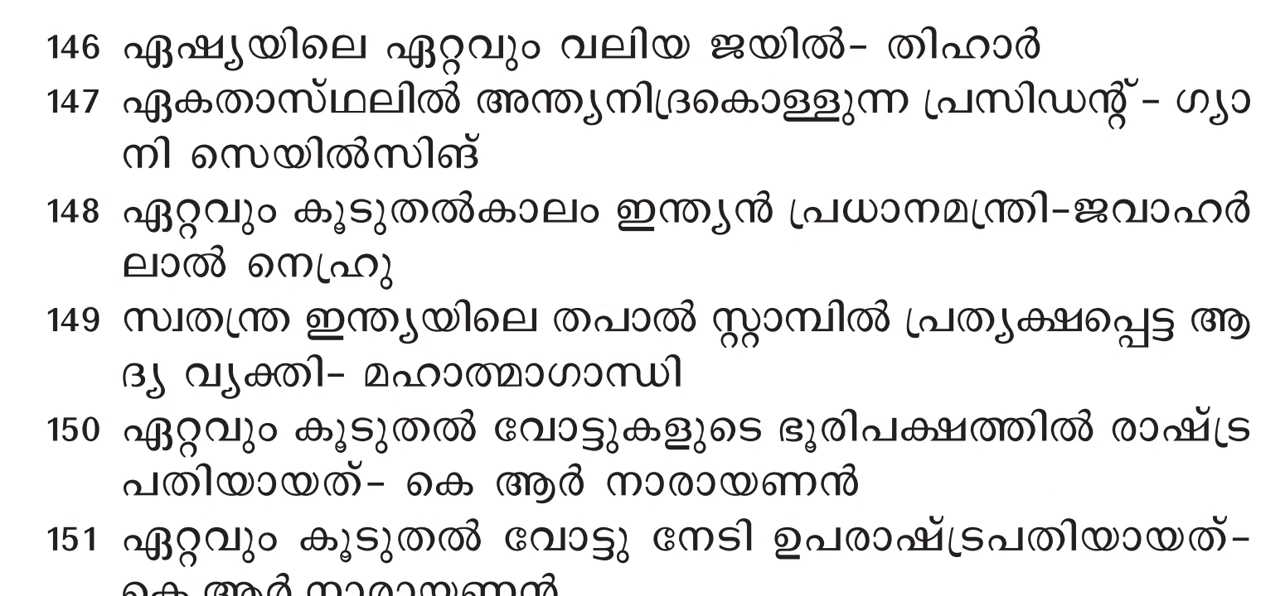 146 ഏഷ്യയിലെ ഏറ്റവും വലിയ ജയിൽ- തിഹാർ
147 ഏകതാസ്ഥലിൽ അന്ത്യനിദ്രകൊള്ളുന്ന പ്രസിഡന്റ് - ഗ്യാ
നി സെയിൽസിങ്
148 ഏറ്റവും കൂടുതൽകാലം ഇന്ത്യൻ പ്രധാനമന്ത്രി-ജവാഹർ
ലാൽ നെഹ്രു
149 സ്വതന്ത്ര ഇന്ത്യയിലെ തപാൽ സ്റ്റാമ്പിൽ പ്രത്യക്ഷപ്പെട്ട ആ
ദ്യ വ്യക്തി- മഹാത്മാഗാന്ധി
150 ഏറ്റവും കൂടുതൽ വോട്ടുകളുടെ ഭൂരിപക്ഷത്തിൽ രാഷ്ട്ര
പതിയായത്- കെ ആർ നാരായണൻ
151 ഏറ്റവും കൂടുതൽ വോട്ടു നേടി ഉപരാഷ്ട്രപതിയായത്-
കെ ആർ നാരായണൻ